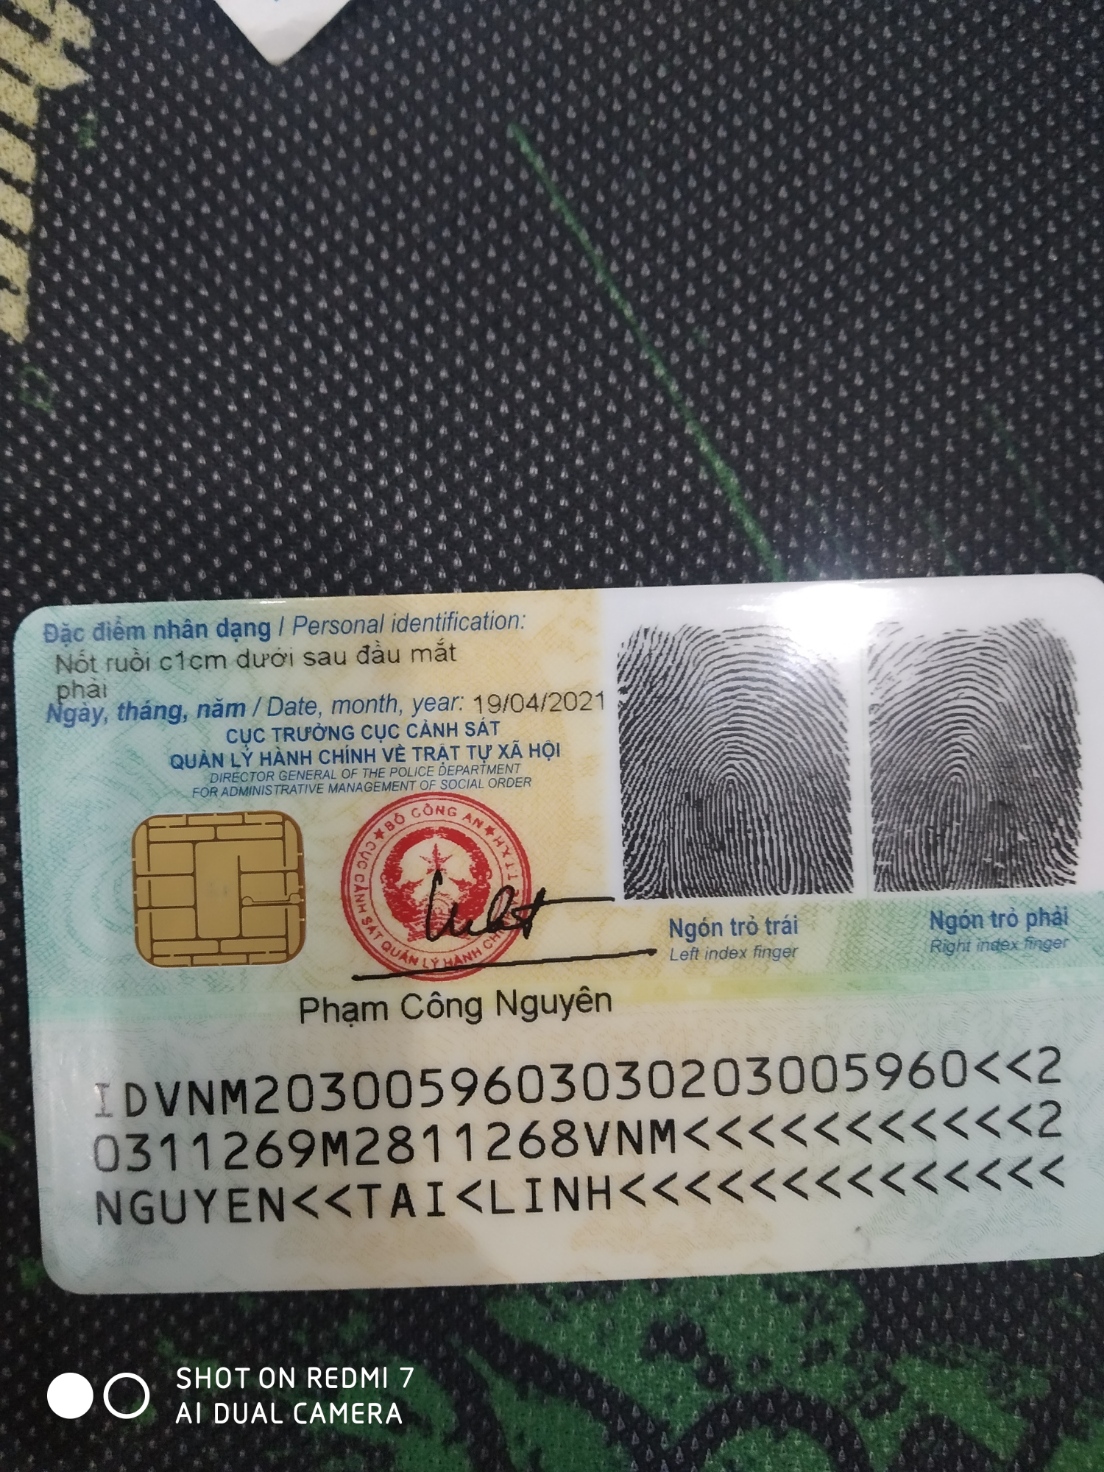 Đặc điểm nhân dạng / Personal identification:
Nốt ruồi c1cm dưới sau đầu mắt
phải
Ngày, tháng, năm / Date, month, year: 19/04/2021
CỤC TRƯỞNG CỤC CẢNH SÁT
QUẢN LÝ HÀNH CHÍNH VỀ TRẬT TỰ XÃ HỘI
DIRECTOR GENERAL OF THE POLICE DEPARTMENT
FOR ADMINISTRATIVE MANAGEMENT OF SOCIAL ORDER
BỘ CÔNG AN
CỤC CẢNH SÁT QUẢN LÝ HÀNH CHÍNH
Ngón trỏ trái
Left index finger
Ngón trỏ phải
Right index finger
Phạm Công Nguyên
IDVNM2030059603030203005960<<2
0311269M2811268VNM<<<<<<<<<<<2
NGUYEN<<TAI<LINH<<<<<<<<<<<<<<
SHOT ON REDMI 7
AI DUAL CAMERA